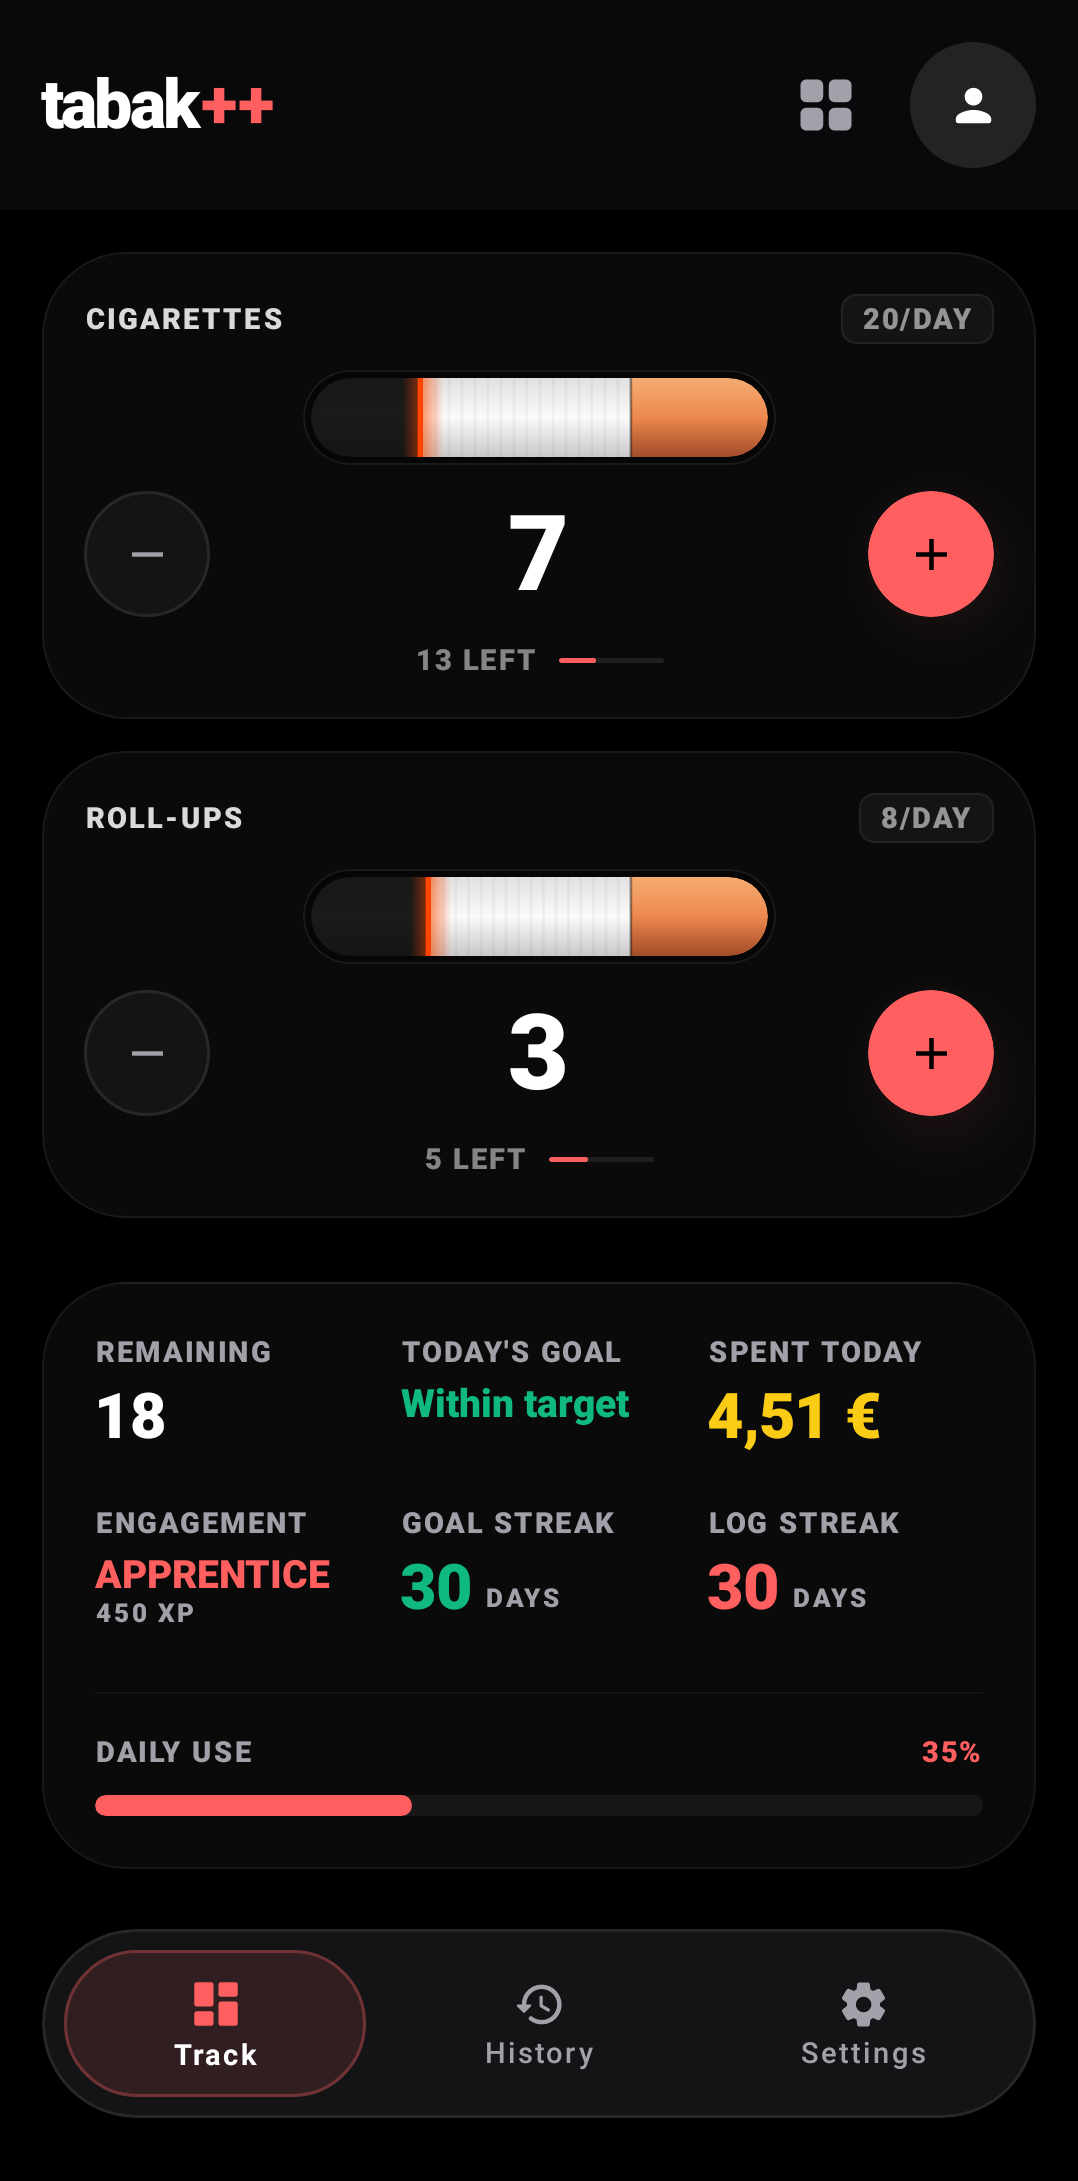 tabak++
CIGARETTES
20/DAY
7
13 LEFT
ROLL-UPS
8/DAY
3
5 LEFT
REMAINING
18
TODAY'S GOAL
Within target
SPENT TODAY
4,51 €
ENGAGEMENT
APPRENTICE
450 XP
GOAL STREAK
30 DAYS
LOG STREAK
30 DAYS
DAILY USE
35%
Track
History
Settings